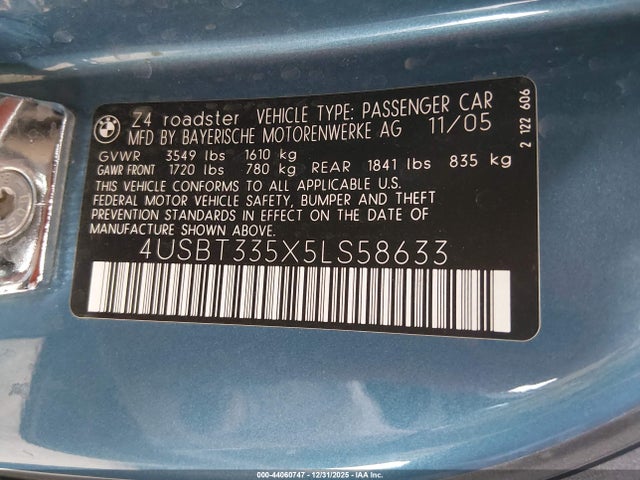 BMW
Z4 roadster VEHICLE TYPE: PASSENGER CAR
MFD BY BAYERISCHE MOTORENWERKE AG 11/05
GVWR 3549 lbs 1610 kg
GAWR FRONT 1720 lbs 780 kg REAR 1841 lbs 835 kg
THIS VEHICLE CONFORMS TO ALL APPLICABLE U.S.
FEDERAL MOTOR VEHICLE SAFETY, BUMPER AND THEFT
PREVENTION STANDARDS IN EFFECT ON THE DATE OF
MANUFACTURE SHOWN ABOVE.
4USBT335X5LS58633
2 122 606
000-44060747 - 12/31/2025 - IAA Inc.